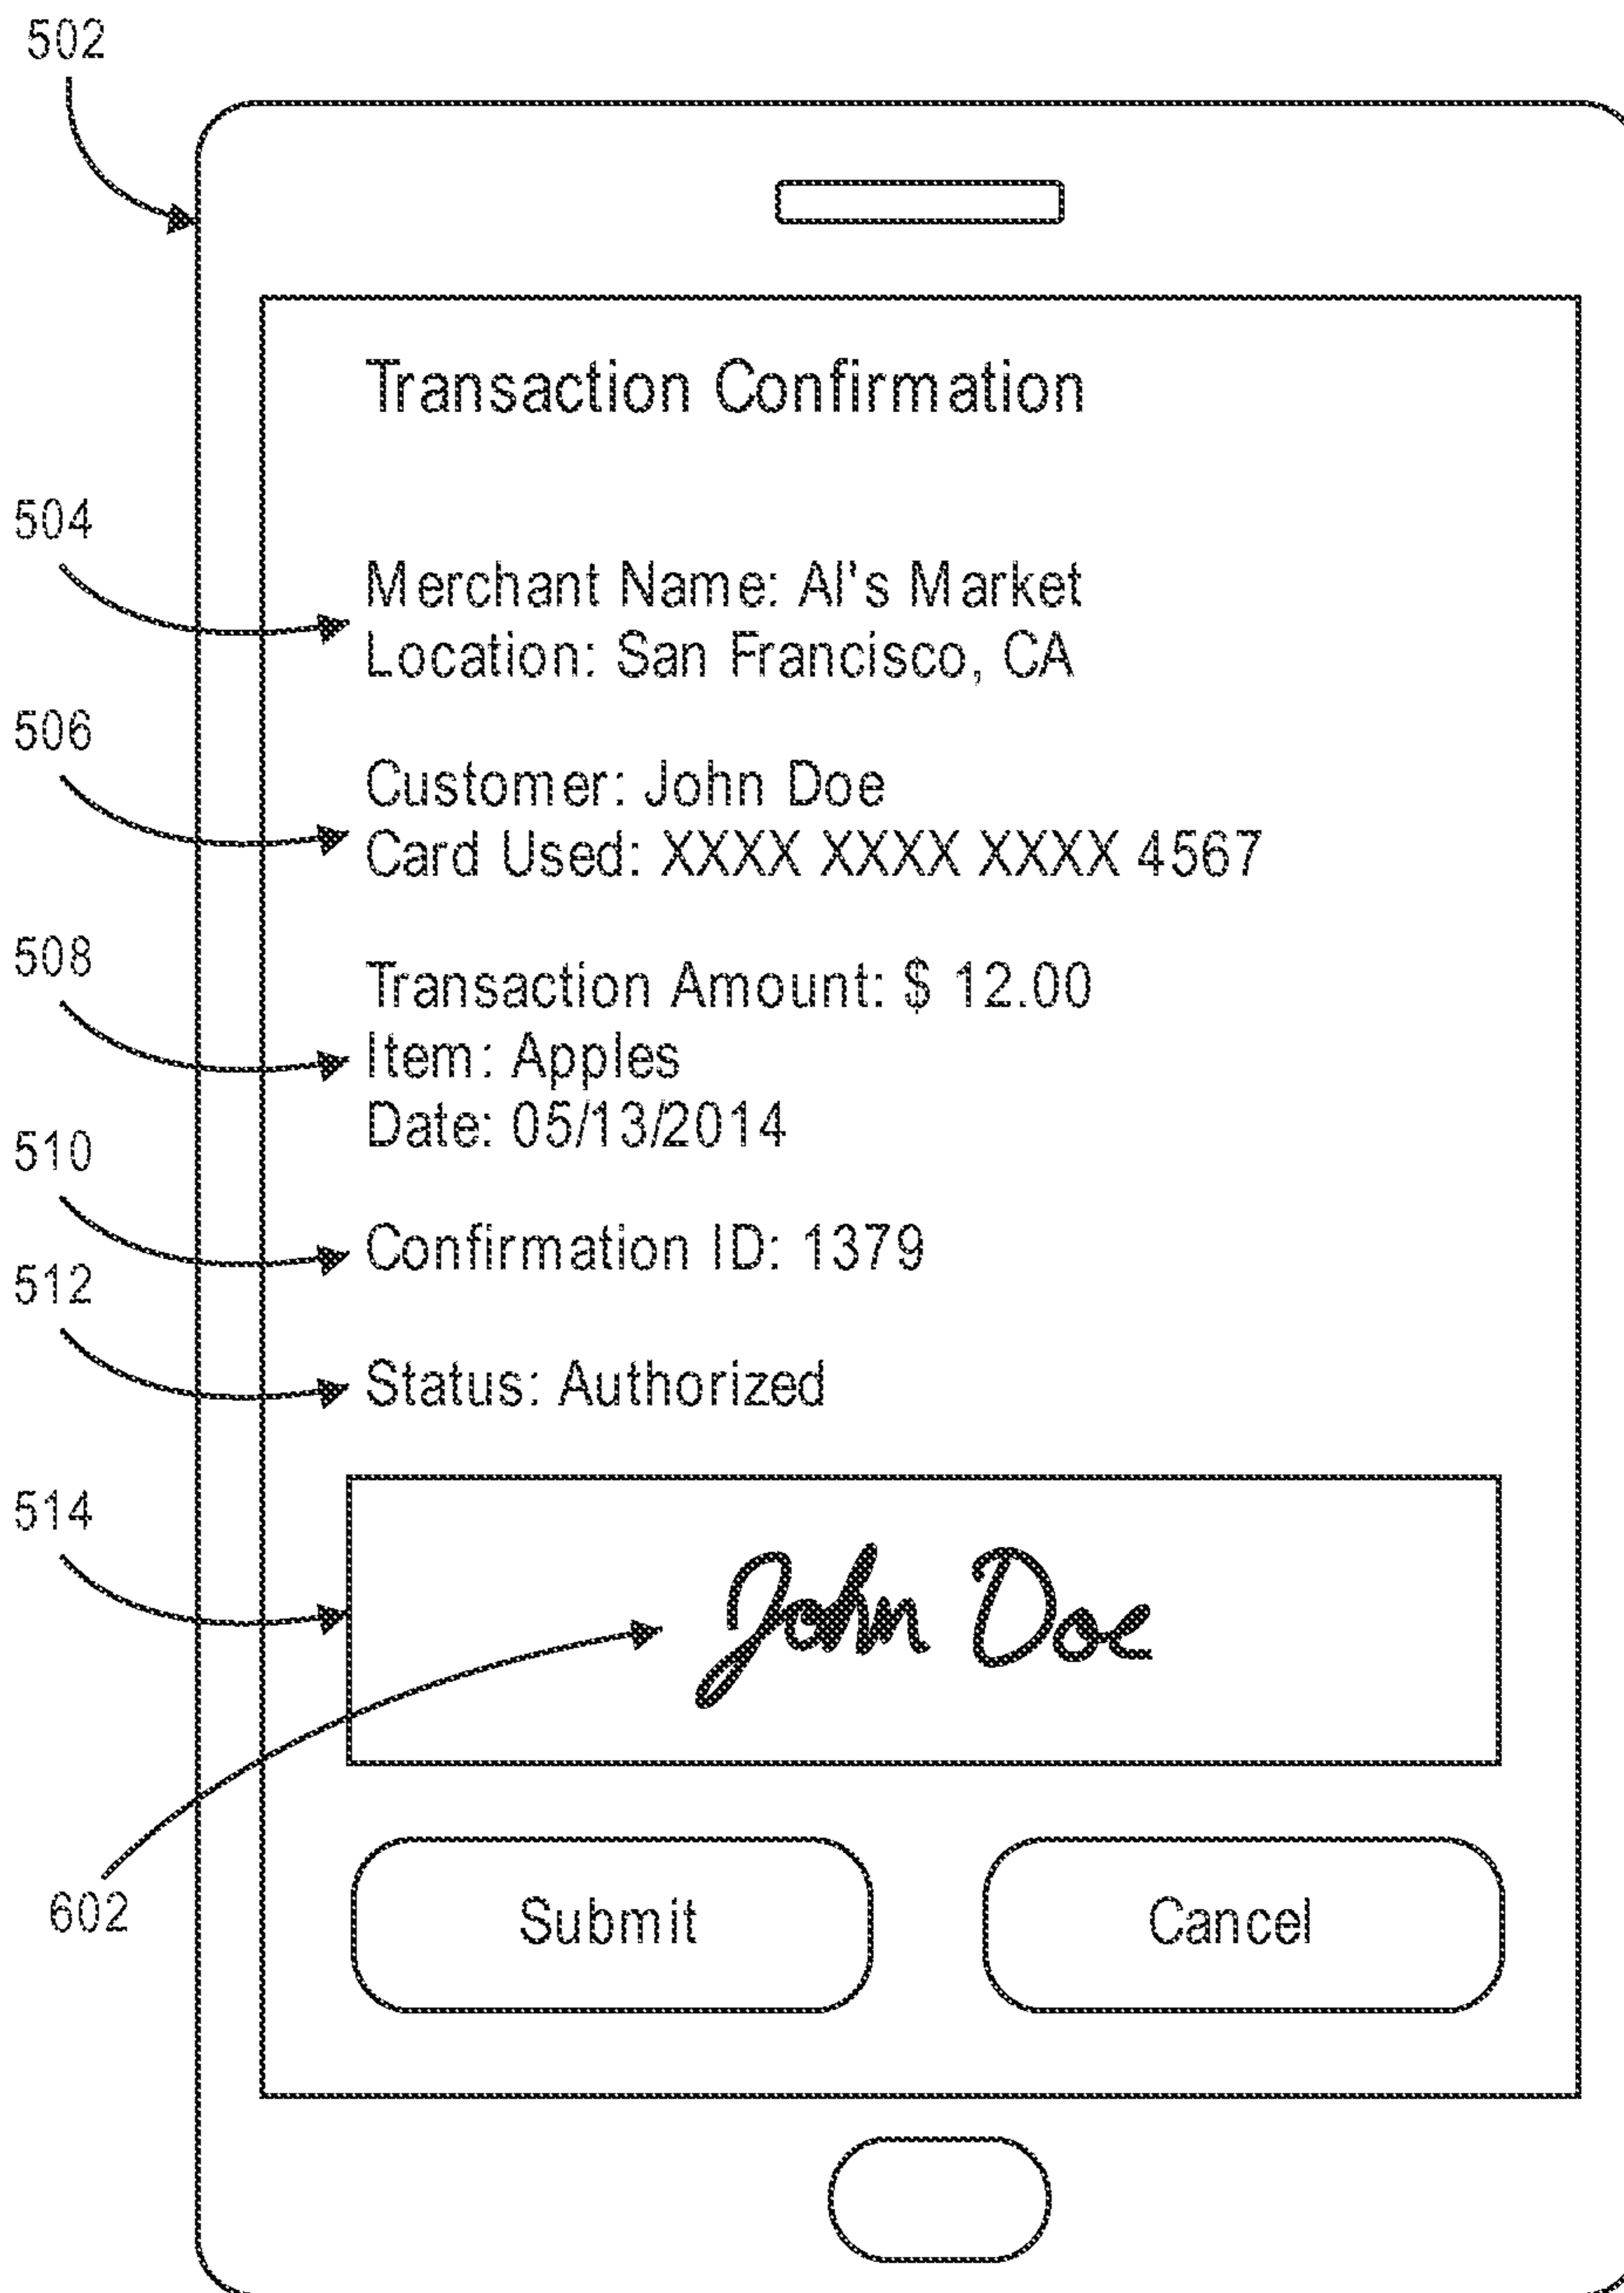 502
Transaction Confirmation
504
Merchant Name: Al's Market
Location: San Francisco, CA
506
Customer: John Doe
Card Used: XXXX XXXX XXXX 4567
508
Transaction Amount: $ 12.00
Item: Apples
Date: 05/13/2014
510
Confirmation ID: 1379
512
Status: Authorized
514
John Doe
602
Submit
Cancel